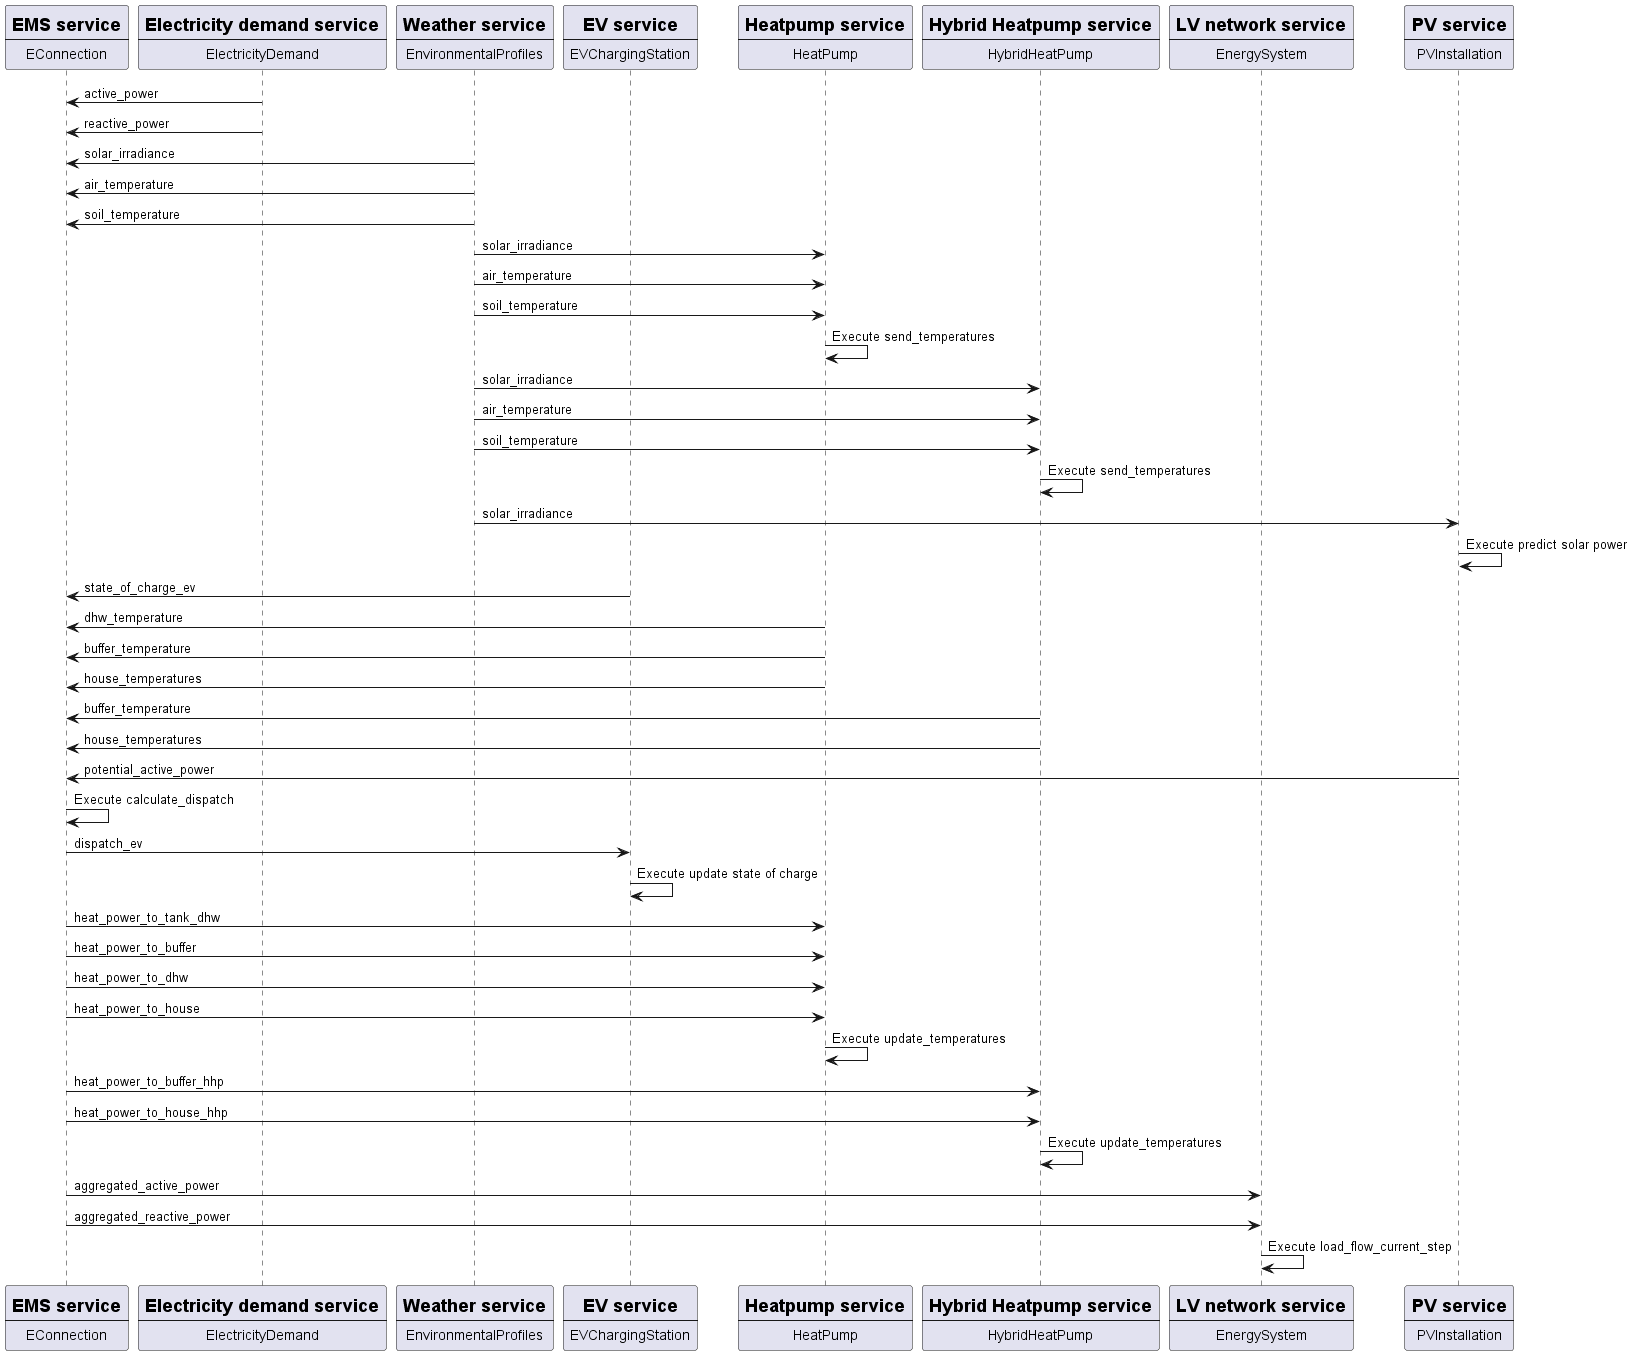 EMS service
Electricity demand service
Weather service
EV service
Heatpump service
Hybrid Heatpump service
LV network service
PV service
EConnection
ElectricityDemand
EnvironmentalProfiles
EVChargingStation
HeatPump
HybridHeatPump
EnergySystem
PVInstallation
active_power
reactive_power
solar_irradiance
air_temperature
soil_temperature
solar_irradiance
air_temperature
soil_temperature
Execute send_temperatures
solar_irradiance
air_temperature
soil_temperature
Execute send_temperatures
solar_irradiance
Execute predict solar power
state_of_charge_ev
dhw_temperature
buffer_temperature
house_temperatures
buffer_temperature
house_temperatures
potential_active_power
Execute calculate_dispatch
dispatch_ev
Execute update state of charge
heat_power_to_tank_dhw
heat_power_to_buffer
heat_power_to_dhw
heat_power_to_house
Execute update_temperatures
heat_power_to_buffer_hhp
heat_power_to_house_hhp
Execute update_temperatures
aggregated_active_power
aggregated_reactive_power
Execute load_flow_current_step
EMS service
Electricity demand service
Weather service
EV service
Heatpump service
Hybrid Heatpump service
LV network service
PV service
EConnection
ElectricityDemand
EnvironmentalProfiles
EVChargingStation
HeatPump
HybridHeatPump
EnergySystem
PVInstallation